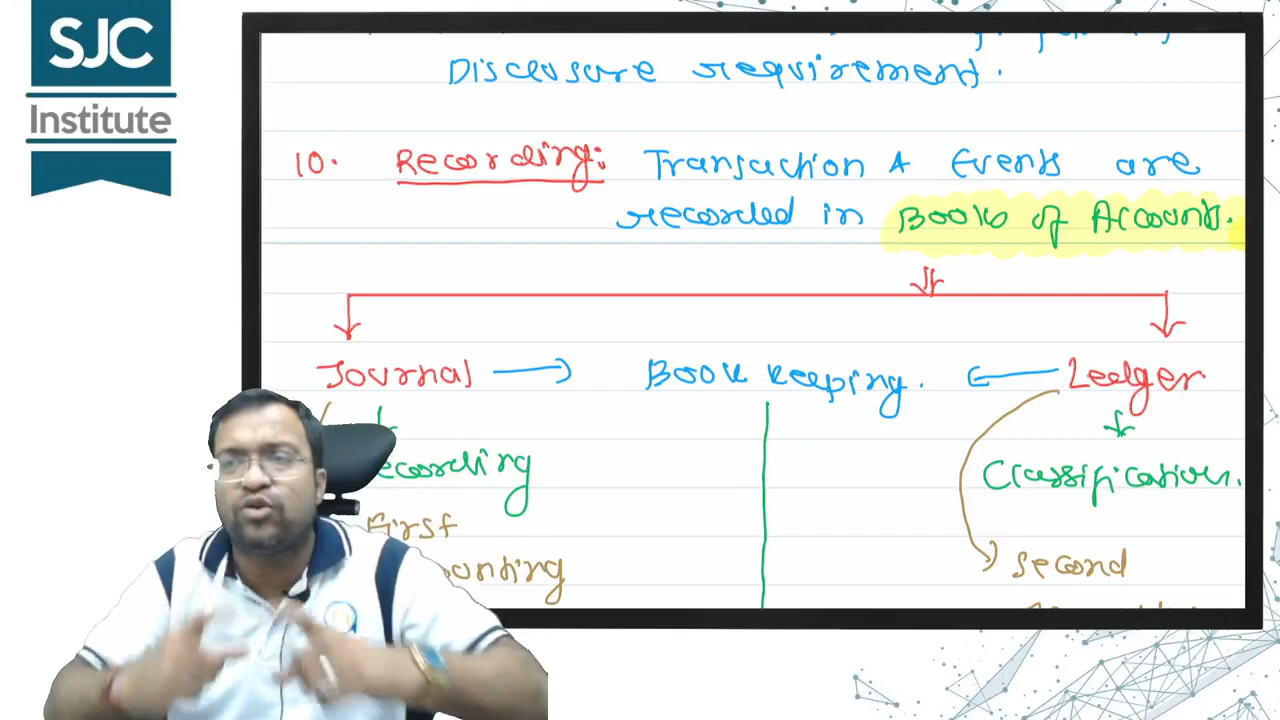 SJC
Institute
Disclosure requirement.
10. Recording: Transaction & Events are
recorded in Books of Accounts.
Journal → Book keeping. ← Ledger
ecording
Classification.
First
ounting
Second